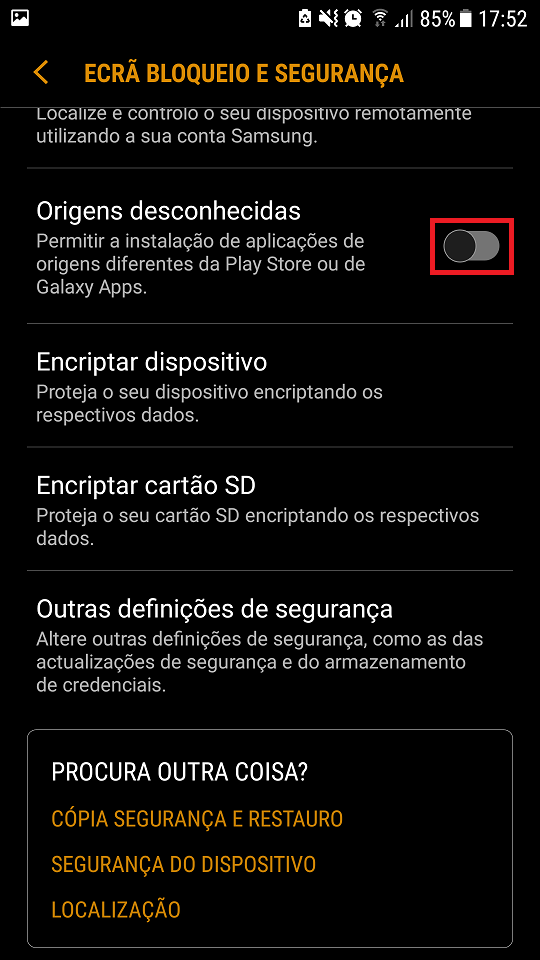 85% 17:52
ECRÃ BLOQUEIO E SEGURANÇA
Localize e controlo o seu dispositivo remotamente
utilizando a sua conta Samsung.
Origens desconhecidas
Permitir a instalação de aplicações de
origens diferentes da Play Store ou de
Galaxy Apps.
Encriptar dispositivo
Proteja o seu dispositivo encriptando os
respectivos dados.
Encriptar cartão SD
Proteja o seu cartão SD encriptando os respectivos
dados.
Outras definições de segurança
Altere outras definições de segurança, como as das
actualizações de segurança e do armazenamento
de credenciais.
PROCURA OUTRA COISA?
CÓPIA SEGURANÇA E RESTAURO
SEGURANÇA DO DISPOSITIVO
LOCALIZAÇÃO